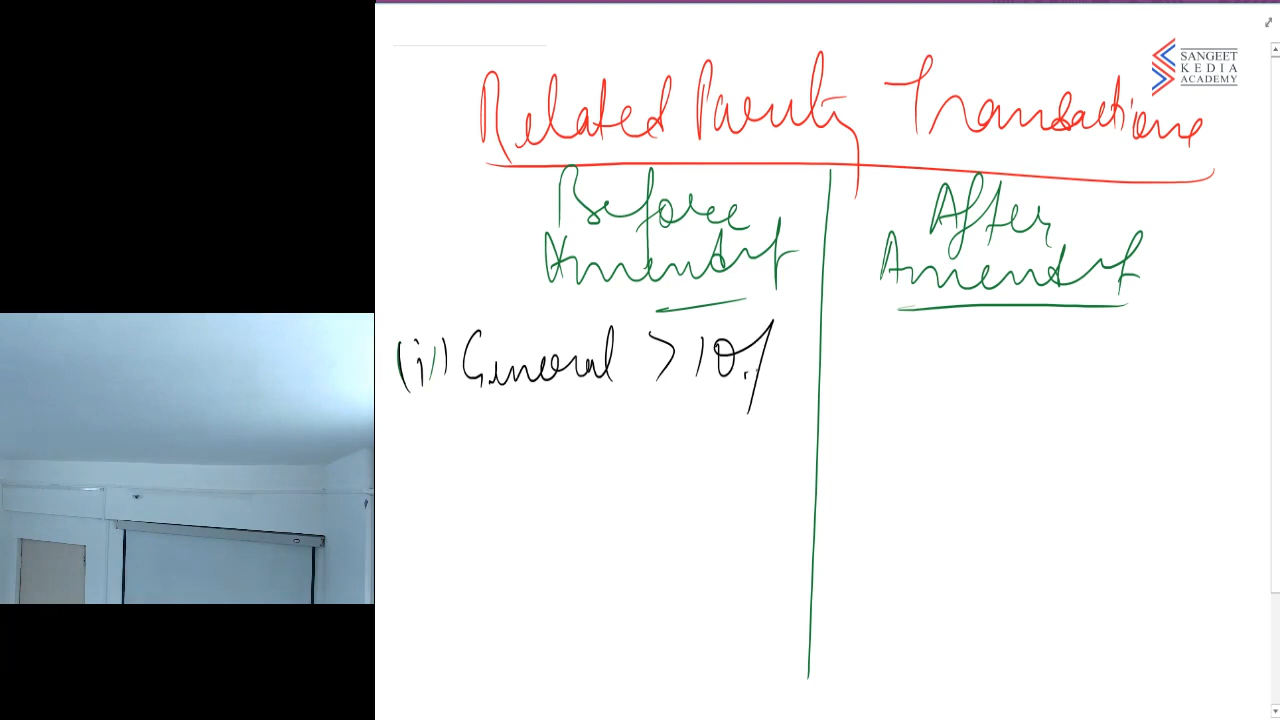 SANGEET
KEDIA
ACADEMY
Related Party Transactions
Before
Amendt
After
Amendt
(i) General > 10%